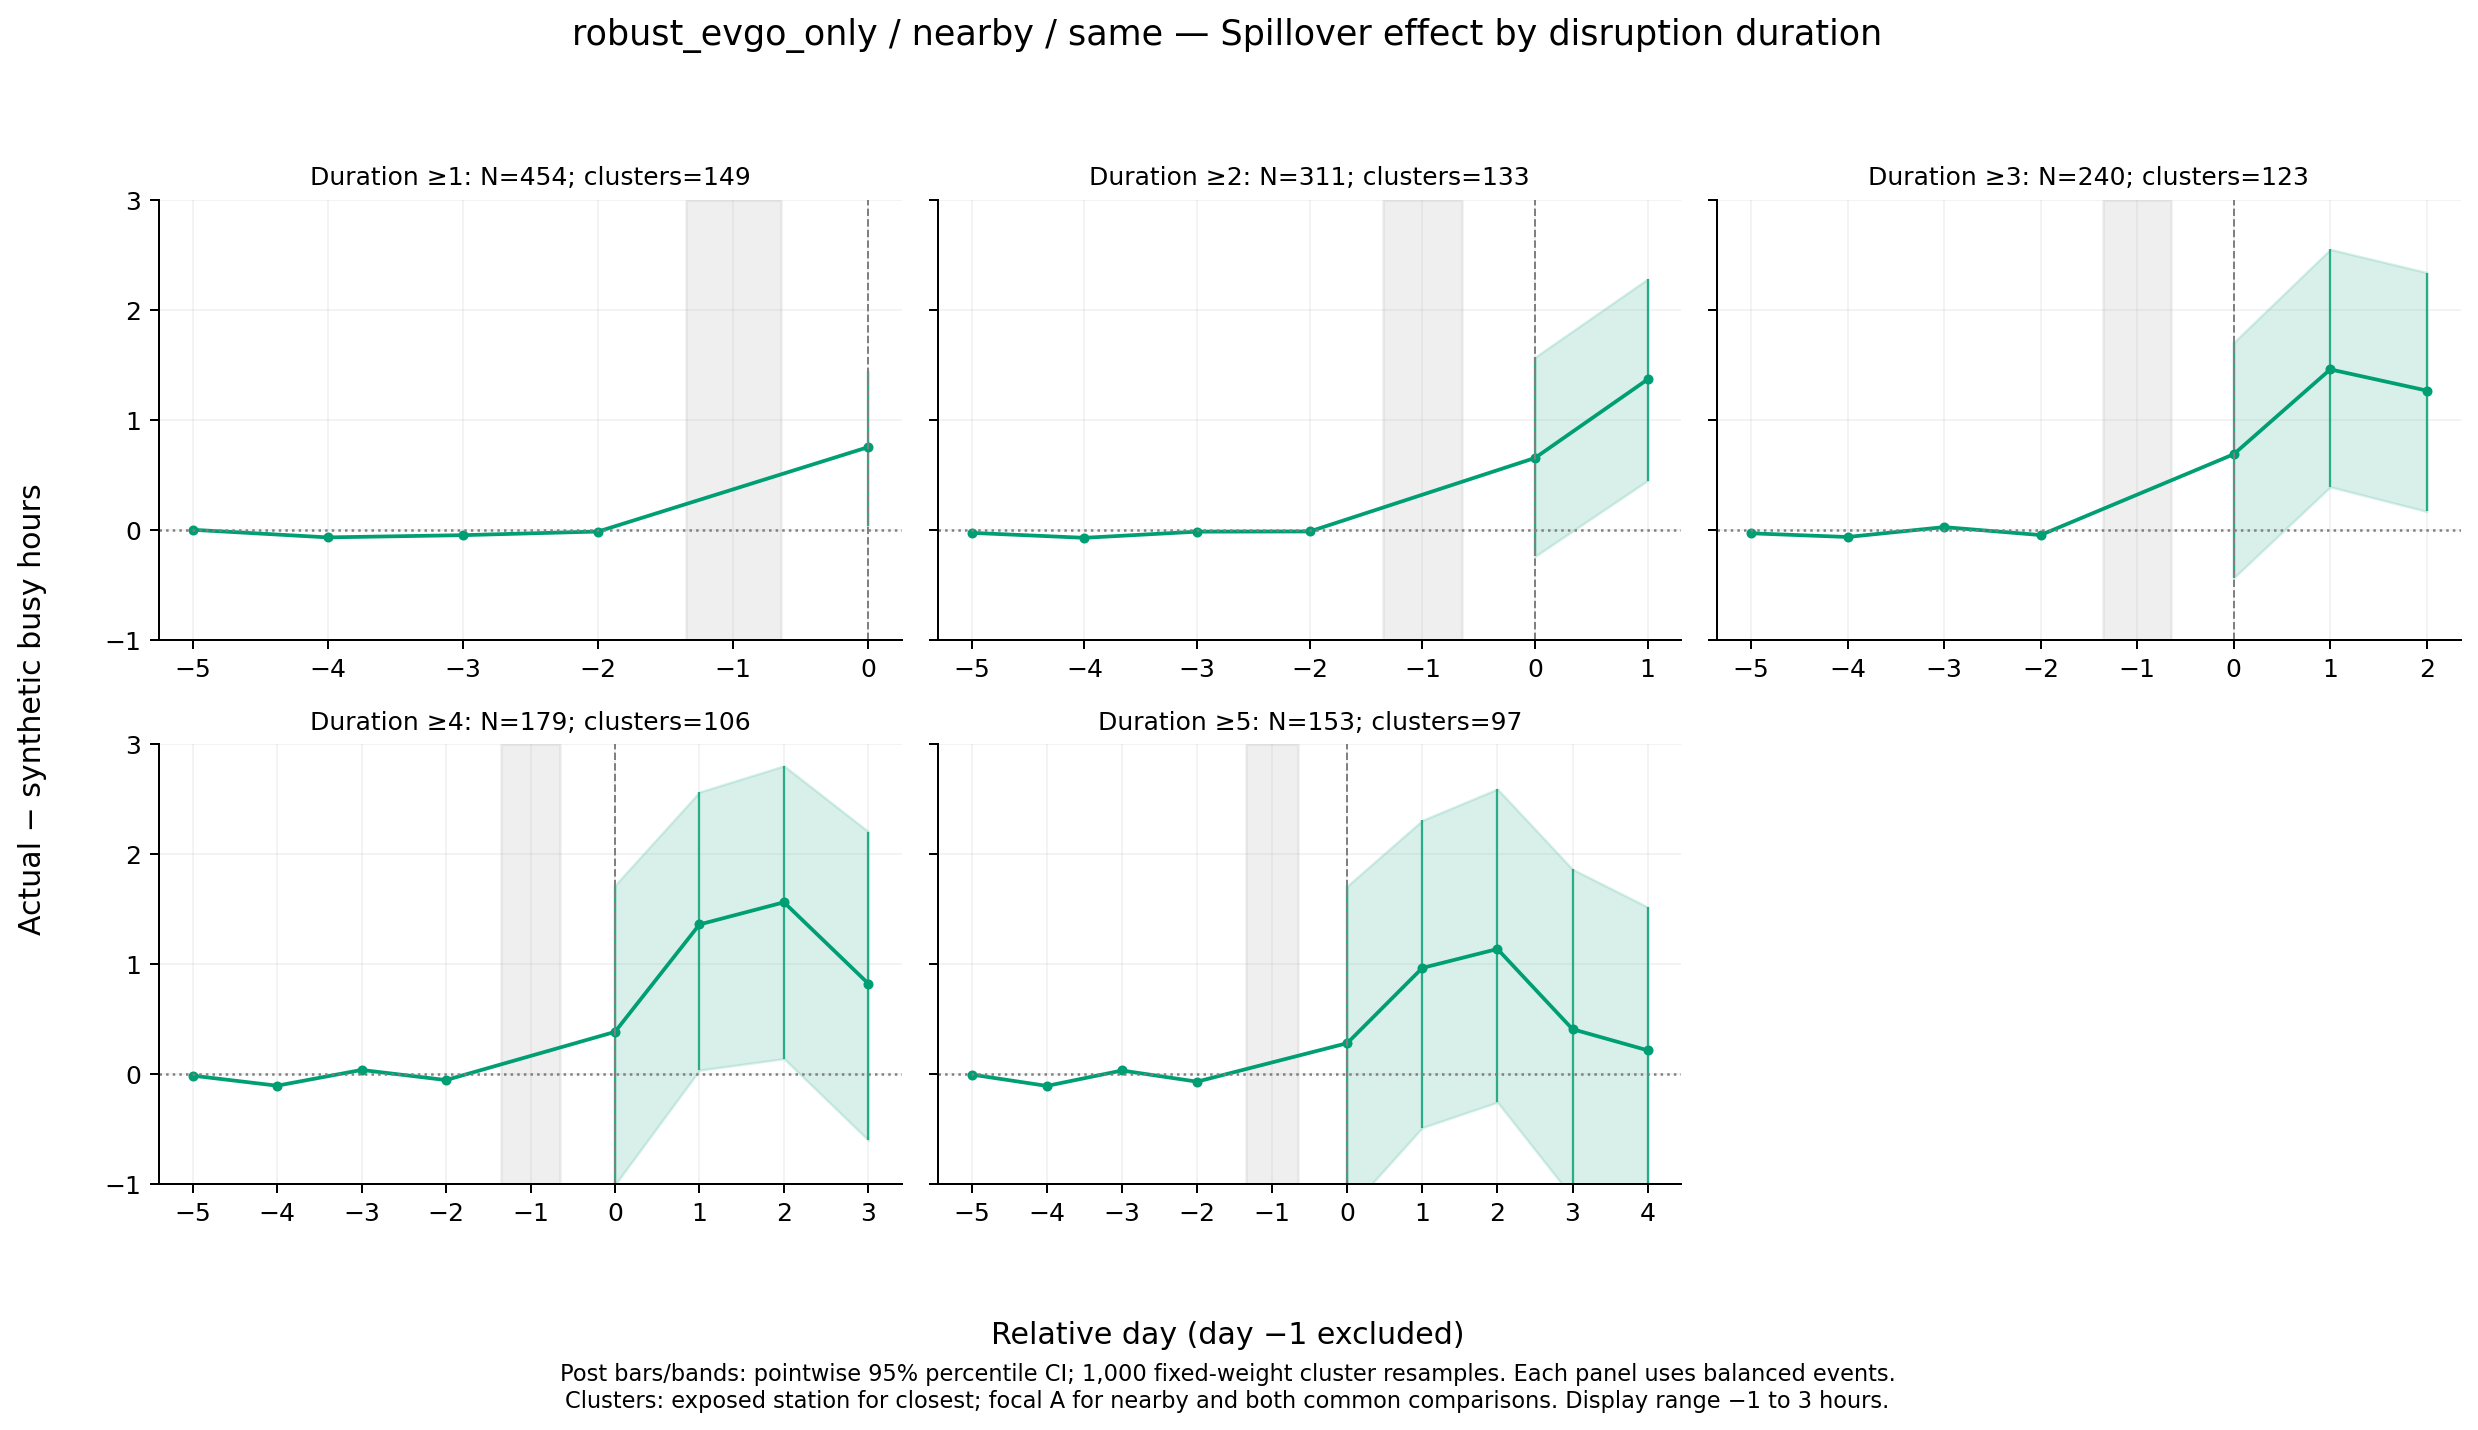 robust_evgo_only / nearby / same — Spillover effect by disruption duration
Duration ≥1: N=454; clusters=149
Duration ≥2: N=311; clusters=133
Duration ≥3: N=240; clusters=123
3
2
1
0
−1
−5 −4 −3 −2 −1 0
−5 −4 −3 −2 −1 0 1
−5 −4 −3 −2 −1 0 1 2
Actual − synthetic busy hours
Duration ≥4: N=179; clusters=106
Duration ≥5: N=153; clusters=97
3
2
1
0
−1
−5 −4 −3 −2 −1 0 1 2 3
−5 −4 −3 −2 −1 0 1 2 3 4
Relative day (day −1 excluded)
Post bars/bands: pointwise 95% percentile CI; 1,000 fixed-weight cluster resamples. Each panel uses balanced events.
Clusters: exposed station for closest; focal A for nearby and both common comparisons. Display range −1 to 3 hours.